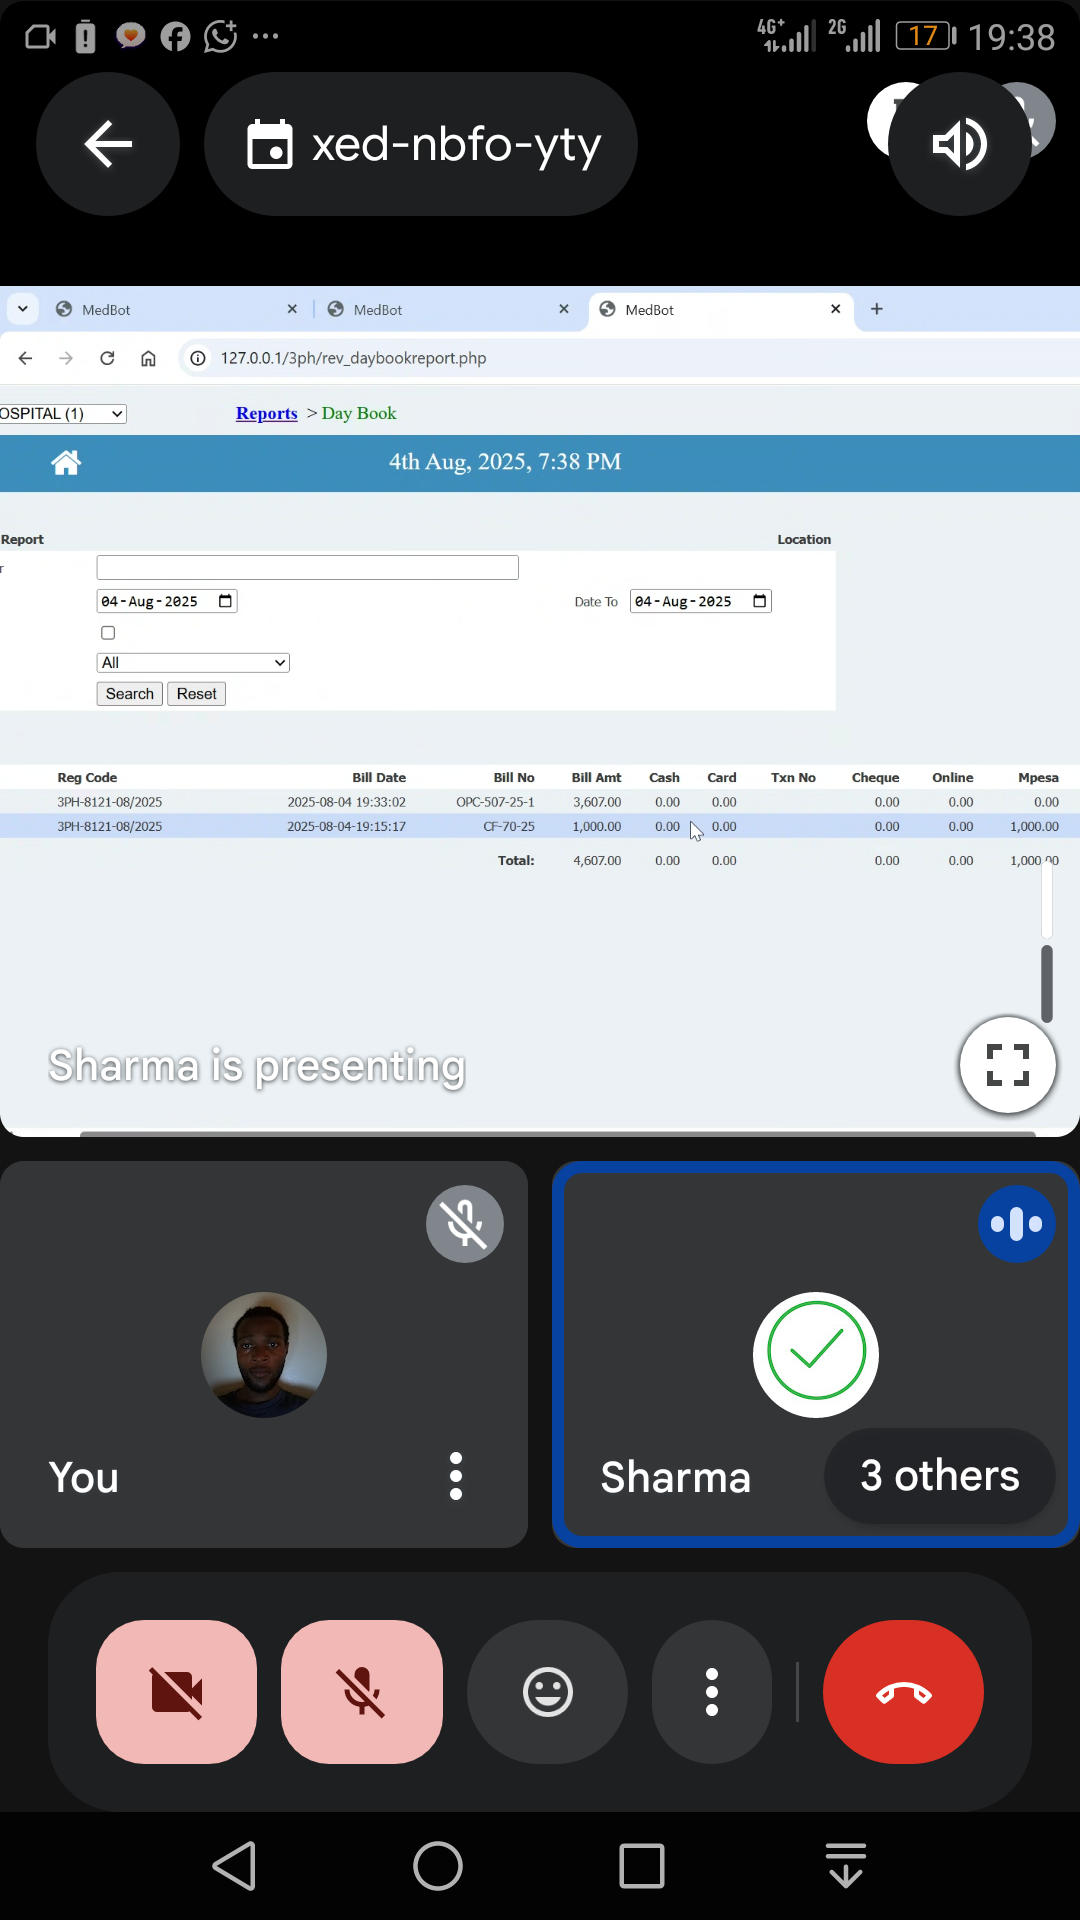 4G+ 2G 17 19:38
xed-nbfo-yty
MedBot MedBot MedBot
127.0.0.1/3ph/rev_daybookreport.php
OSPITAL (1) Reports > Day Book
4th Aug, 2025, 7:38 PM
Report Location
r
04-Aug-2025 Date To 04-Aug-2025
All
Search Reset
Reg Code Bill Date Bill No Bill Amt Cash Card Txn No Cheque Online Mpesa
3PH-8121-08/2025 2025-08-04 19:33:02 OPC-507-25-1 3,607.00 0.00 0.00 0.00 0.00 0.00
3PH-8121-08/2025 2025-08-04-19:15:17 CF-70-25 1,000.00 0.00 0.00 0.00 0.00 1,000.00
Total: 4,607.00 0.00 0.00 0.00 0.00 1,000.00
Sharma is presenting
You Sharma 3 others